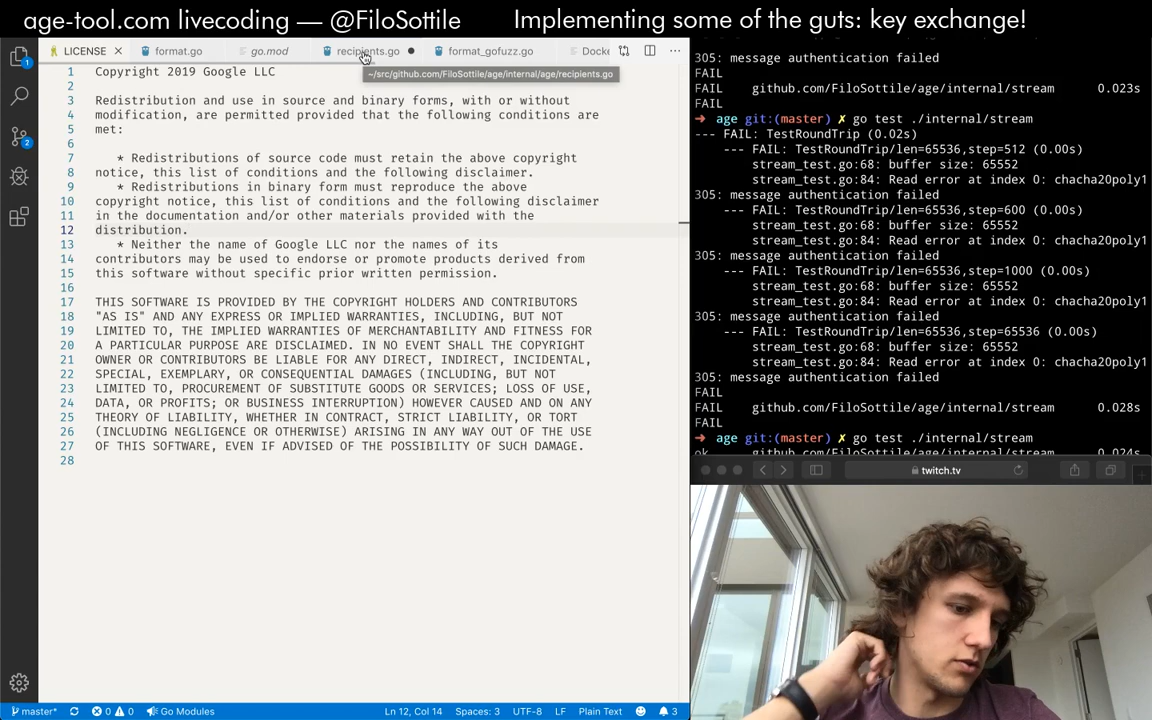 age-tool.com livecoding — @FiloSottile
Implementing some of the guts: key exchange!
LICENSE
format.go
go.mod
recipients.go
format_gofuzz.go
Docke
~/src/github.com/FiloSottile/age/internal/age/recipients.go
1 Copyright 2019 Google LLC
2
3 Redistribution and use in source and binary forms, with or without
4 modification, are permitted provided that the following conditions are
5 met:
6
7 * Redistributions of source code must retain the above copyright
8 notice, this list of conditions and the following disclaimer.
9 * Redistributions in binary form must reproduce the above
10 copyright notice, this list of conditions and the following disclaimer
11 in the documentation and/or other materials provided with the
12 distribution.
13 * Neither the name of Google LLC nor the names of its
14 contributors may be used to endorse or promote products derived from
15 this software without specific prior written permission.
16
17 THIS SOFTWARE IS PROVIDED BY THE COPYRIGHT HOLDERS AND CONTRIBUTORS
18 "AS IS" AND ANY EXPRESS OR IMPLIED WARRANTIES, INCLUDING, BUT NOT
19 LIMITED TO, THE IMPLIED WARRANTIES OF MERCHANTABILITY AND FITNESS FOR
20 A PARTICULAR PURPOSE ARE DISCLAIMED. IN NO EVENT SHALL THE COPYRIGHT
21 OWNER OR CONTRIBUTORS BE LIABLE FOR ANY DIRECT, INDIRECT, INCIDENTAL,
22 SPECIAL, EXEMPLARY, OR CONSEQUENTIAL DAMAGES (INCLUDING, BUT NOT
23 LIMITED TO, PROCUREMENT OF SUBSTITUTE GOODS OR SERVICES; LOSS OF USE,
24 DATA, OR PROFITS; OR BUSINESS INTERRUPTION) HOWEVER CAUSED AND ON ANY
25 THEORY OF LIABILITY, WHETHER IN CONTRACT, STRICT LIABILITY, OR TORT
26 (INCLUDING NEGLIGENCE OR OTHERWISE) ARISING IN ANY WAY OUT OF THE USE
27 OF THIS SOFTWARE, EVEN IF ADVISED OF THE POSSIBILITY OF SUCH DAMAGE.
28
1
2
master*
0 0
Go Modules
Ln 12, Col 14
Spaces: 3
UTF-8
LF
Plain Text
3
305: message authentication failed
FAIL
FAIL github.com/FiloSottile/age/internal/stream 0.023s
FAIL
➜ age git:(master) ✗ go test ./internal/stream
--- FAIL: TestRoundTrip (0.02s)
--- FAIL: TestRoundTrip/len=65536,step=512 (0.00s)
stream_test.go:68: buffer size: 65552
stream_test.go:84: Read error at index 0: chacha20poly1
305: message authentication failed
--- FAIL: TestRoundTrip/len=65536,step=600 (0.00s)
stream_test.go:68: buffer size: 65552
stream_test.go:84: Read error at index 0: chacha20poly1
305: message authentication failed
--- FAIL: TestRoundTrip/len=65536,step=1000 (0.00s)
stream_test.go:68: buffer size: 65552
stream_test.go:84: Read error at index 0: chacha20poly1
305: message authentication failed
--- FAIL: TestRoundTrip/len=65536,step=65536 (0.00s)
stream_test.go:68: buffer size: 65552
stream_test.go:84: Read error at index 0: chacha20poly1
305: message authentication failed
FAIL
FAIL github.com/FiloSottile/age/internal/stream 0.028s
FAIL
➜ age git:(master) ✗ go test ./internal/stream
ok github.com/FiloSottile/age/internal/stream 0.024s
twitch.tv